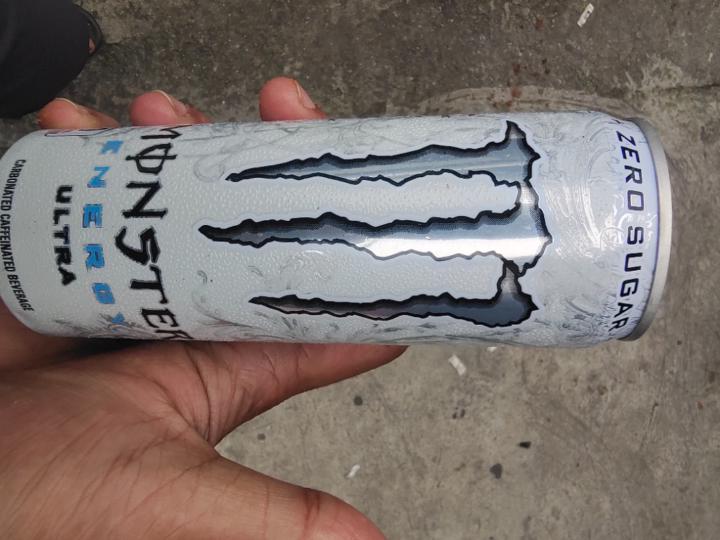 ZERO SUGAR
MONSTER
ENERGY
ULTRA
CARBONATED CAFFEINATED BEVERAGE